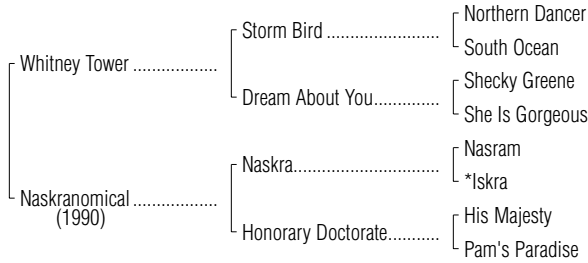 Northern Dancer
Storm Bird ........................
South Ocean
Whitney Tower ..................
Shecky Greene
Dream About You..............
She Is Gorgeous
Nasram
Naskra...............................
*Iskra
Naskranomical ..................
(1990)
His Majesty
Honorary Doctorate...........
Pam's Paradise